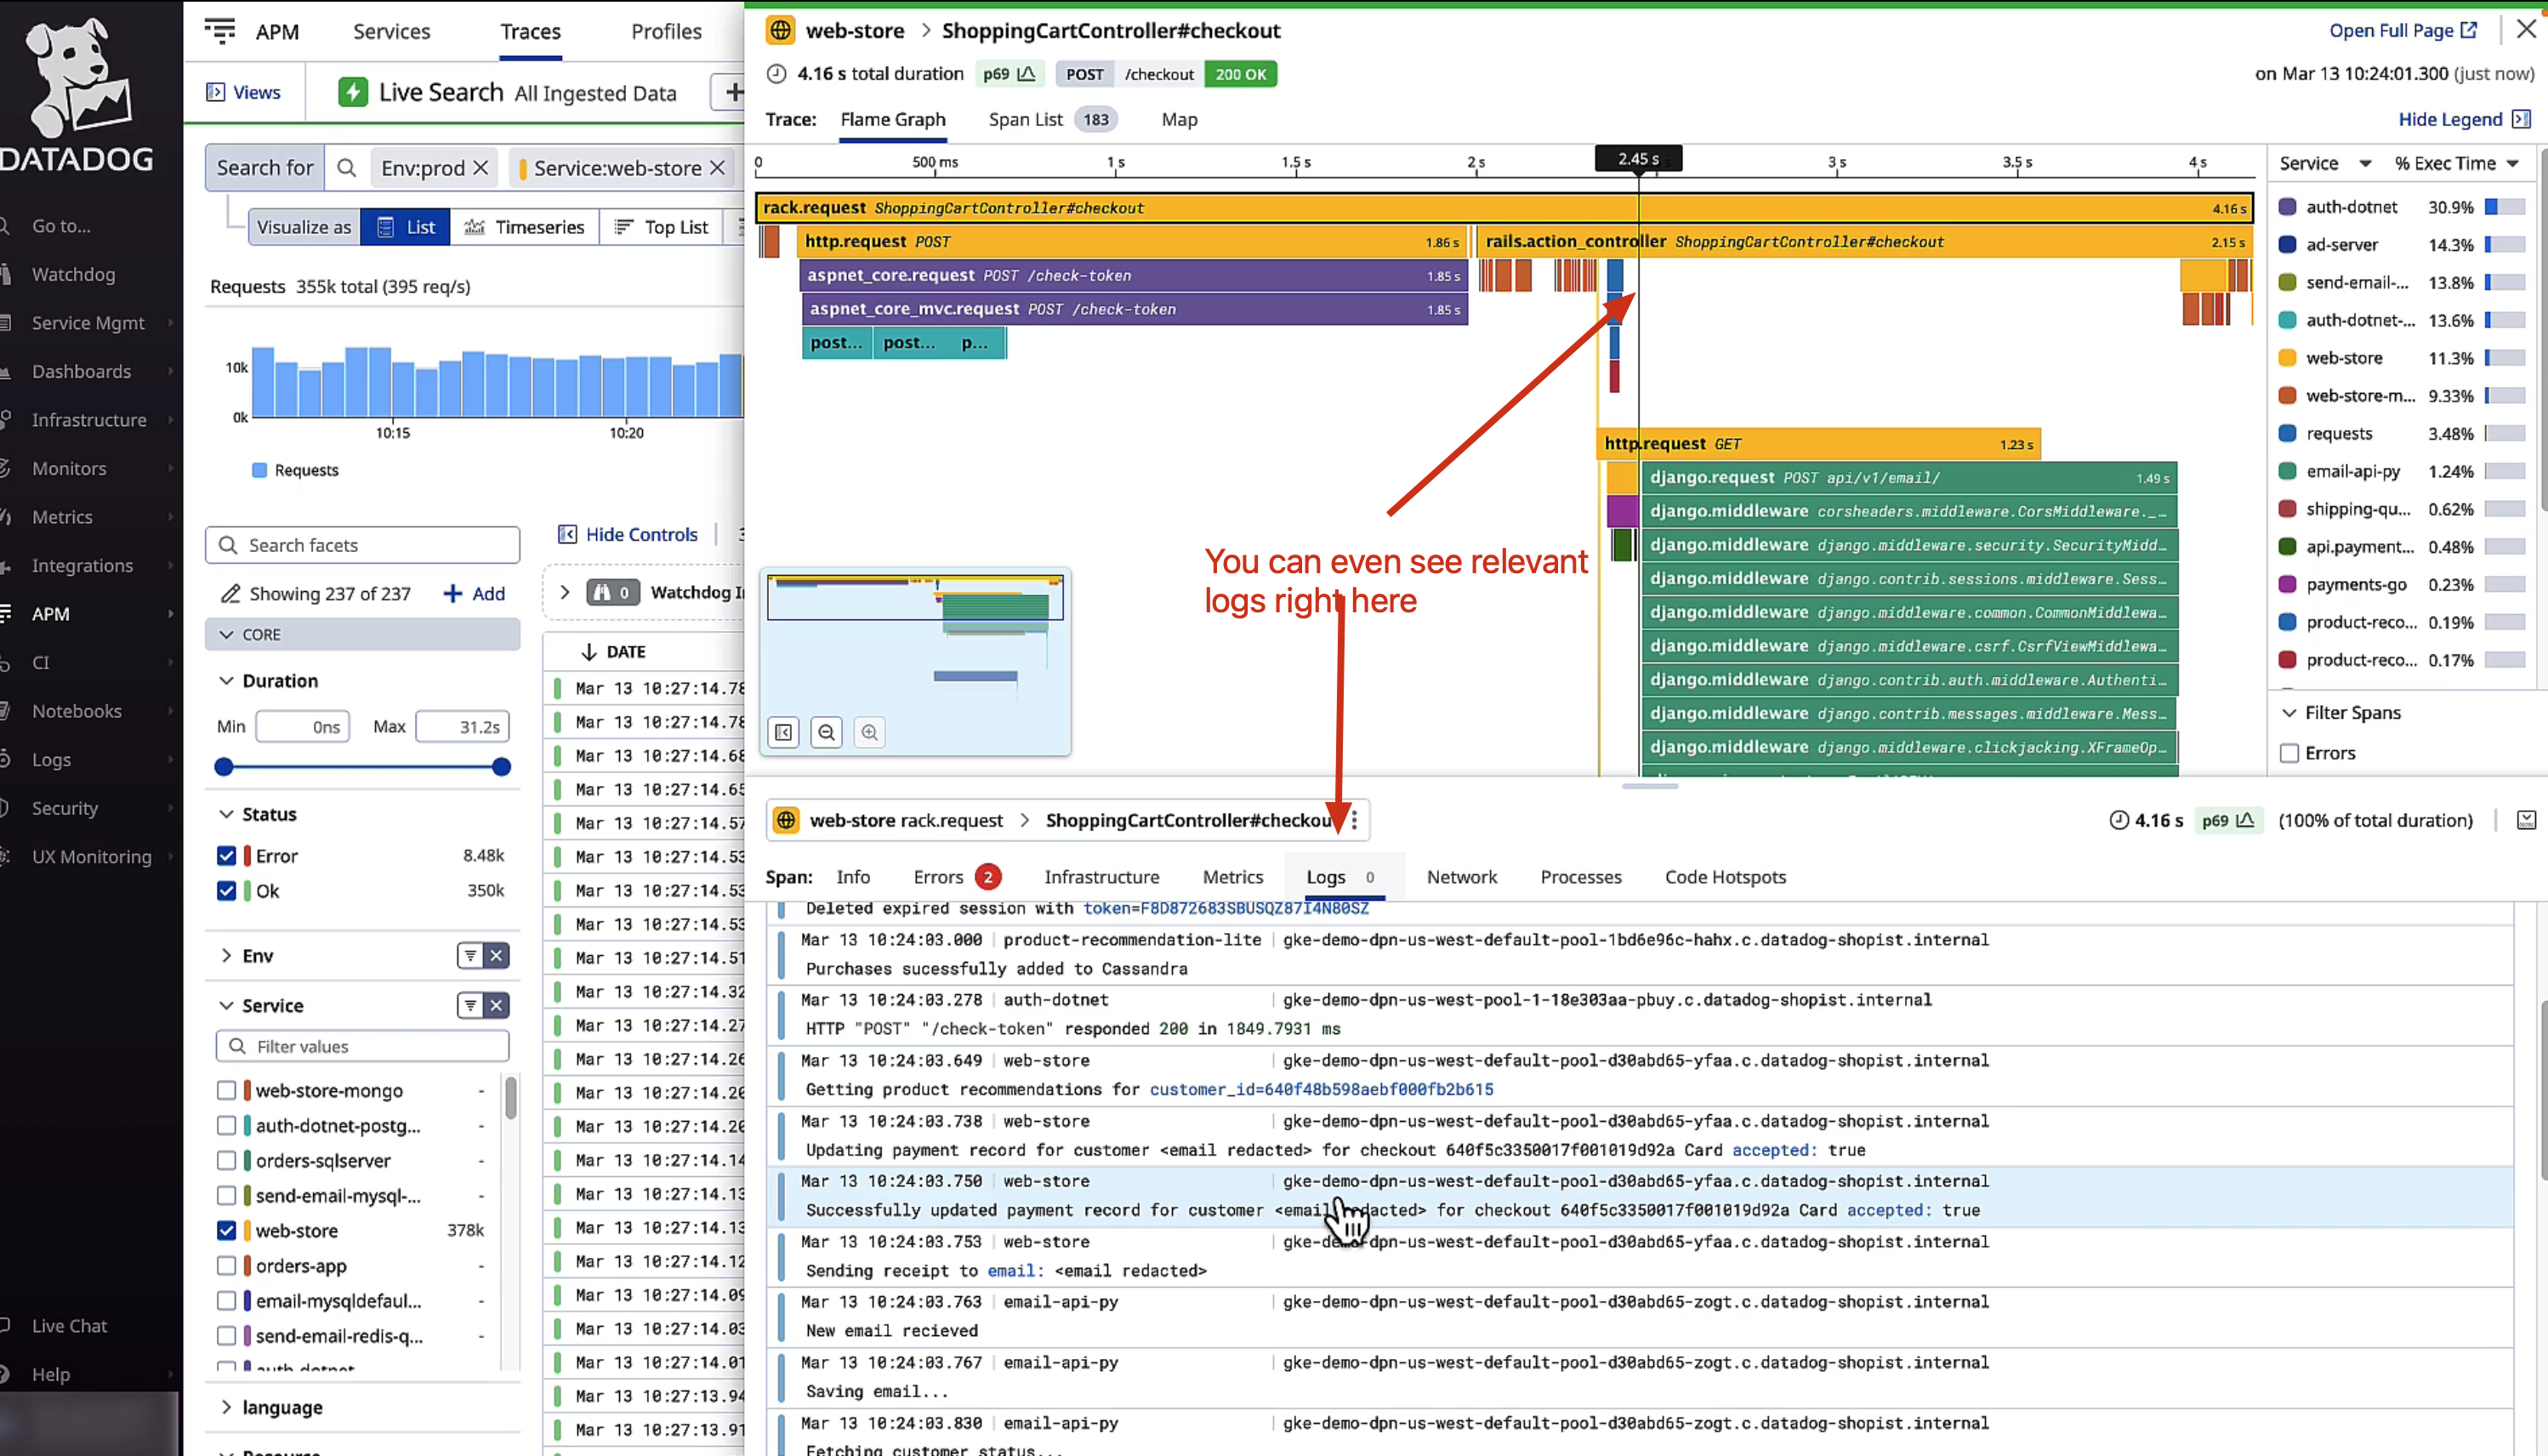 DATADOG
Go to...
Watchdog
Service Mgmt
Dashboards
Infrastructure
Monitors
Metrics
Integrations
APM
CI
Notebooks
Logs
Security
UX Monitoring
Live Chat
Help
APM Services Traces Profiles
Views Live Search All Ingested Data
Search for Env:prod Service:web-store
Visualize as List Timeseries Top List
Requests 355k total (395 req/s)
10k
0k
10:15 10:20
Requests
Search facets
Hide Controls
Showing 237 of 237 Add
0 Watchdog
CORE
DATE
Duration
Min 0ns Max 31.2s
Status
Error 8.48k
Ok 350k
Env
Service
Filter values
web-store-mongo -
auth-dotnet-postg... -
orders-sqlserver -
send-email-mysql-... -
web-store 378k
orders-app -
email-mysqldefaul... -
send-email-redis-q... -
auth-dotnet
language
Resource
Mar 13 10:27:14.78
Mar 13 10:27:14.78
Mar 13 10:27:14.68
Mar 13 10:27:14.65
Mar 13 10:27:14.57
Mar 13 10:27:14.53
Mar 13 10:27:14.53
Mar 13 10:27:14.53
Mar 13 10:27:14.51
Mar 13 10:27:14.32
Mar 13 10:27:14.27
Mar 13 10:27:14.26
Mar 13 10:27:14.20
Mar 13 10:27:14.20
Mar 13 10:27:14.14
Mar 13 10:27:14.13
Mar 13 10:27:14.13
Mar 13 10:27:14.12
Mar 13 10:27:14.09
Mar 13 10:27:14.03
Mar 13 10:27:14.01
Mar 13 10:27:13.94
Mar 13 10:27:13.91
web-store > ShoppingCartController#checkout
Open Full Page
4.16 s total duration p69 POST /checkout 200 OK
on Mar 13 10:24:01.300 (just now)
Trace: Flame Graph Span List 183 Map
Hide Legend
0 500 ms 1 s 1.5 s 2 s 2.45 s 3 s 3.5 s 4 s
rack.request ShoppingCartController#checkout 4.16 s
http.request POST 1.86 s
rails.action_controller ShoppingCartController#checkout 2.15 s
aspnet_core.request POST /check-token 1.85 s
aspnet_core_mvc.request POST /check-token 1.85 s
post... post... p...
http.request GET 1.23 s
django.request POST api/v1/email/ 1.49 s
django.middleware corsheaders.middleware.CorsMiddleware._…
django.middleware django.middleware.security.SecurityMidd…
django.middleware django.contrib.sessions.middleware.Sess…
django.middleware django.middleware.common.CommonMiddlewa…
django.middleware django.middleware.csrf.CsrfViewMiddlewa…
django.middleware django.contrib.auth.middleware.Authenti…
django.middleware django.contrib.messages.middleware.Mess…
django.middleware django.middleware.clickjacking.XFrameOp…
You can even see relevant
logs right here
Service % Exec Time
auth-dotnet 30.9%
ad-server 14.3%
send-email-... 13.8%
auth-dotnet-... 13.6%
web-store 11.3%
web-store-m... 9.33%
requests 3.48%
email-api-py 1.24%
shipping-qu... 0.62%
api.payment... 0.48%
payments-go 0.23%
product-reco... 0.19%
product-reco... 0.17%
Filter Spans
Errors
web-store rack.request > ShoppingCartController#checkou
4.16 s p69 (100% of total duration)
Span: Info Errors 2 Infrastructure Metrics Logs 0 Network Processes Code Hotspots
Deleted expired session with token=F8D872683SBUSQZ87I4N80SZ
Mar 13 10:24:03.000 product-recommendation-lite gke-demo-dpn-us-west-default-pool-1bd6e96c-hahx.c.datadog-shopist.internal
Purchases sucessfully added to Cassandra
Mar 13 10:24:03.278 auth-dotnet gke-demo-dpn-us-west-pool-1-18e303aa-pbuy.c.datadog-shopist.internal
HTTP "POST" "/check-token" responded 200 in 1849.7931 ms
Mar 13 10:24:03.649 web-store gke-demo-dpn-us-west-default-pool-d30abd65-yfaa.c.datadog-shopist.internal
Getting product recommendations for customer_id=640f48b598aebf000fb2b615
Mar 13 10:24:03.738 web-store gke-demo-dpn-us-west-default-pool-d30abd65-yfaa.c.datadog-shopist.internal
Updating payment record for customer <email redacted> for checkout 640f5c3350017f001019d92a Card accepted: true
Mar 13 10:24:03.750 web-store gke-demo-dpn-us-west-default-pool-d30abd65-yfaa.c.datadog-shopist.internal
Successfully updated payment record for customer <email redacted> for checkout 640f5c3350017f001019d92a Card accepted: true
Mar 13 10:24:03.753 web-store gke-demo-dpn-us-west-default-pool-d30abd65-yfaa.c.datadog-shopist.internal
Sending receipt to email: <email redacted>
Mar 13 10:24:03.763 email-api-py gke-demo-dpn-us-west-default-pool-d30abd65-zogt.c.datadog-shopist.internal
New email recieved
Mar 13 10:24:03.767 email-api-py gke-demo-dpn-us-west-default-pool-d30abd65-zogt.c.datadog-shopist.internal
Saving email...
Mar 13 10:24:03.830 email-api-py gke-demo-dpn-us-west-default-pool-d30abd65-zogt.c.datadog-shopist.internal
Fetching customer status...